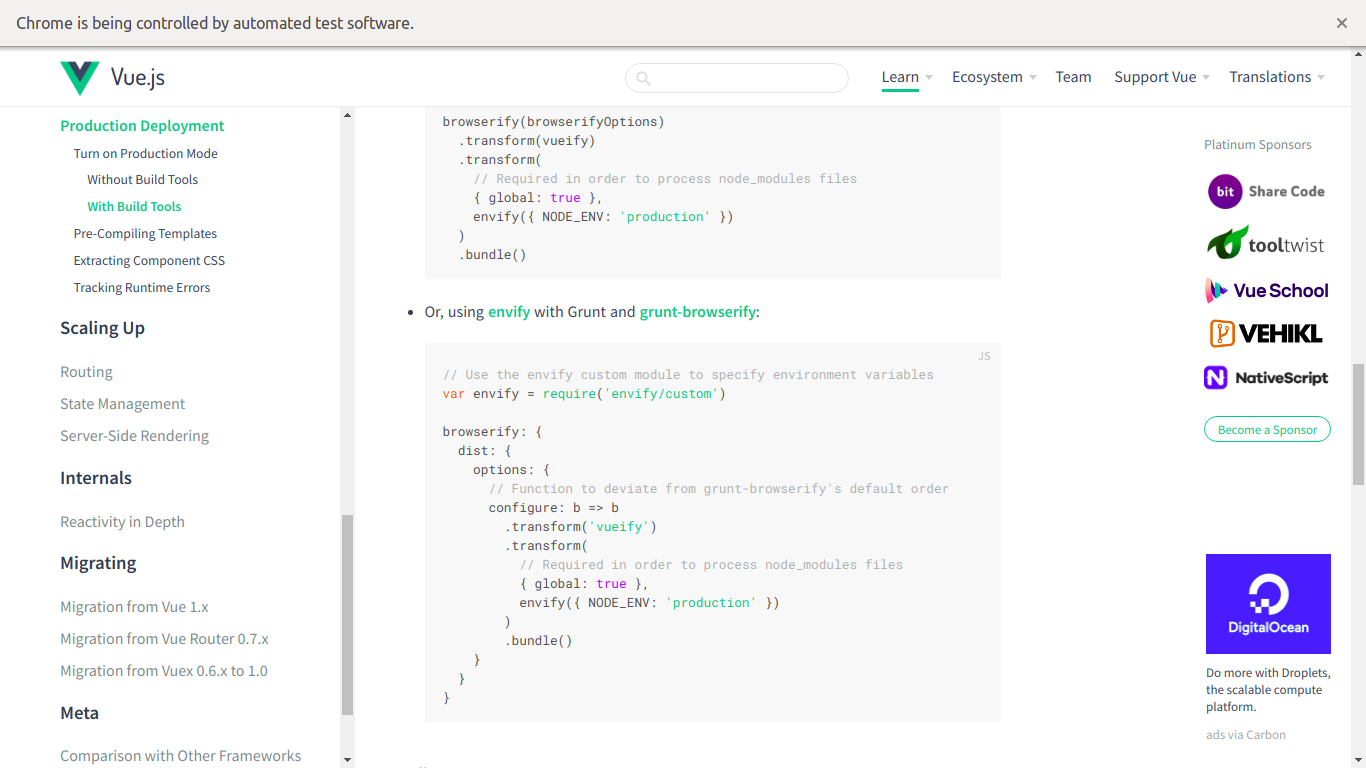 Chrome is being controlled by automated test software.
Vue.js
Learn
Ecosystem
Team
Support Vue
Translations
Production Deployment
Turn on Production Mode
Without Build Tools
With Build Tools
Pre-Compiling Templates
Extracting Component CSS
Tracking Runtime Errors
Scaling Up
Routing
State Management
Server-Side Rendering
Internals
Reactivity in Depth
Migrating
Migration from Vue 1.x
Migration from Vue Router 0.7.x
Migration from Vuex 0.6.x to 1.0
Meta
Comparison with Other Frameworks
browserify(browserifyOptions)
.transform(vueify)
.transform(
// Required in order to process node_modules files
{ global: true },
envify({ NODE_ENV: 'production' })
)
.bundle()
Or, using envify with Grunt and grunt-browserify:
JS
// Use the envify custom module to specify environment variables
var envify = require('envify/custom')
browserify: {
dist: {
options: {
// Function to deviate from grunt-browserify's default order
configure: b => b
.transform('vueify')
.transform(
// Required in order to process node_modules files
{ global: true },
envify({ NODE_ENV: 'production' })
)
.bundle()
}
}
}
Platinum Sponsors
bit Share Code
tooltwist
Vue School
VEHIKL
NativeScript
Become a Sponsor
DigitalOcean
Do more with Droplets,
the scalable compute
platform.
ads via Carbon